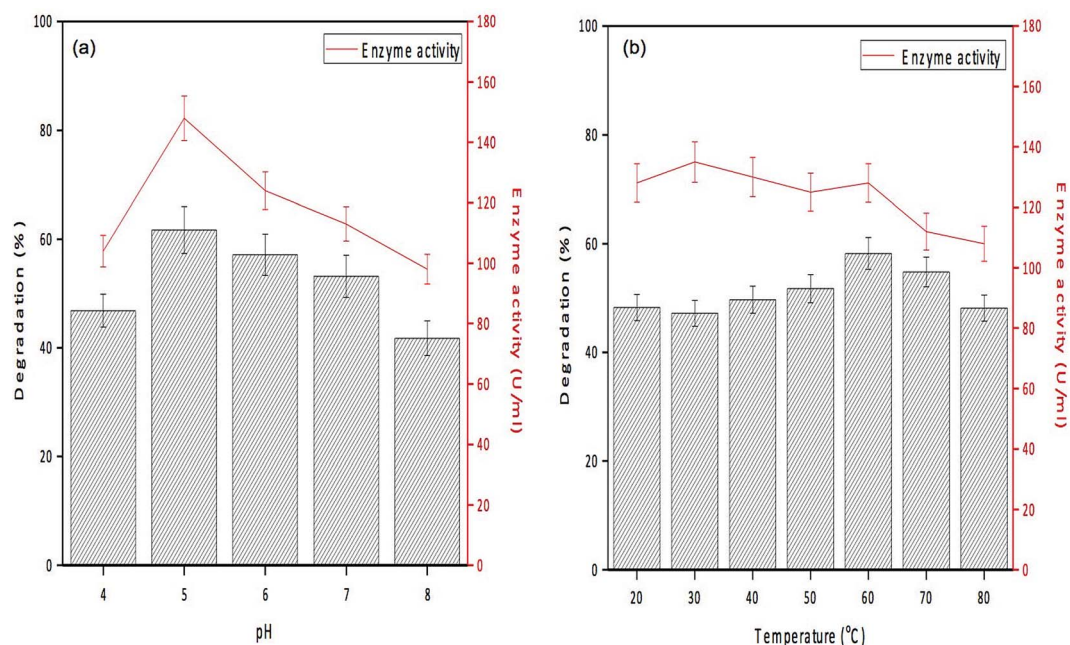 (a)
Enzyme activity
100
80
60
40
20
0
Degradation (%)
180
160
140
120
100
80
60
40
20
0
Enzyme activity (U/ml)
4 5 6 7 8
pH
(b)
Enzyme activity
100
80
60
40
20
0
Degradation (%)
180
160
140
120
100
80
60
40
20
0
Enzyme activity (U/ml)
20 30 40 50 60 70 80
Temperature (°C)